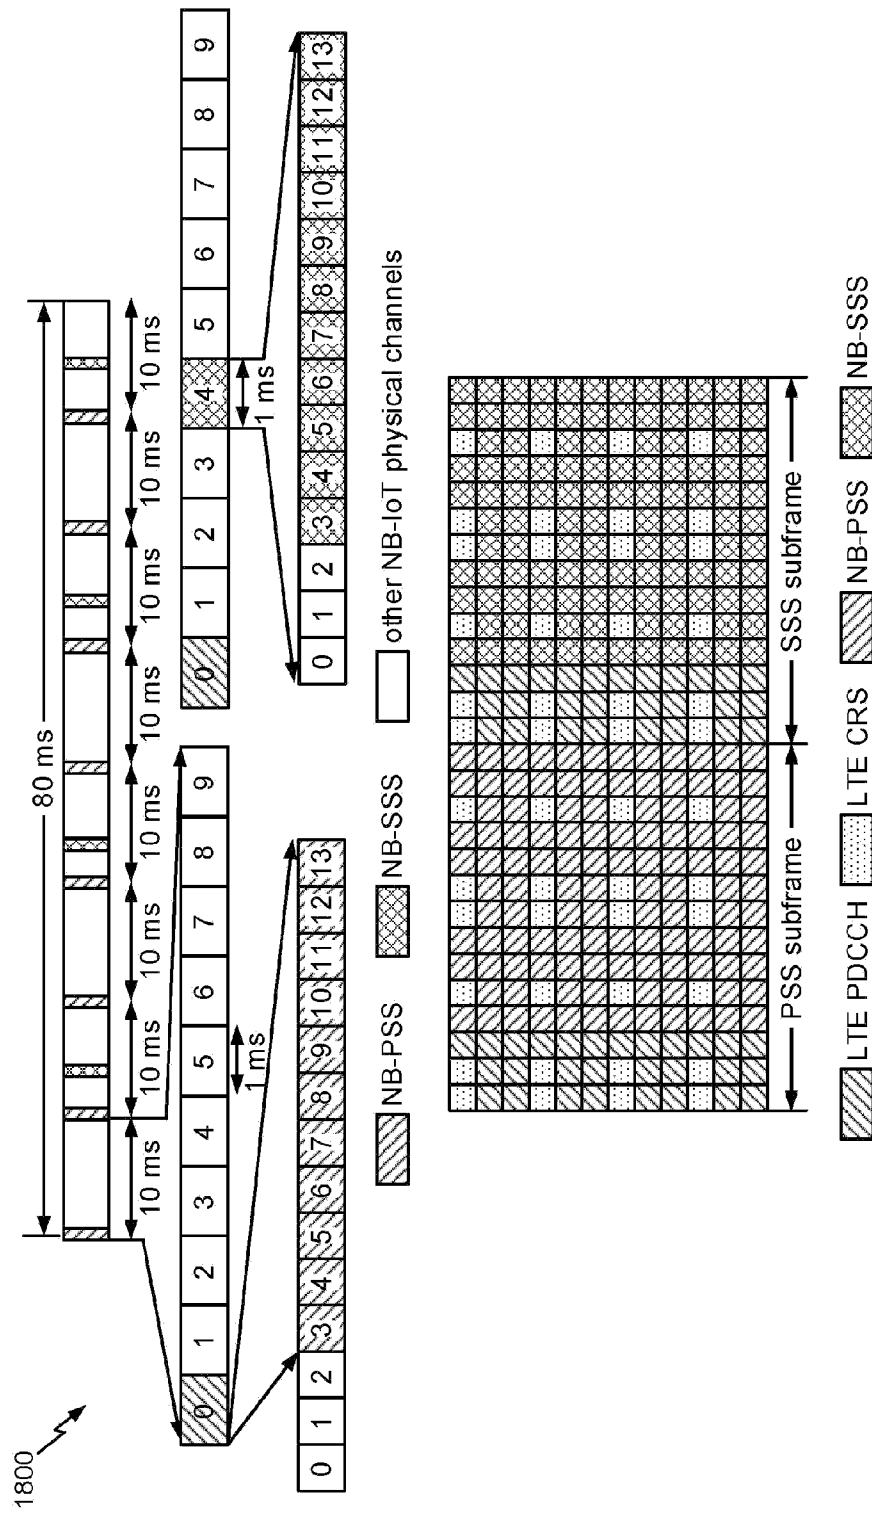 1800
80 ms
10 ms 10 ms 10 ms 10 ms 10 ms 10 ms 10 ms 10 ms
0 1 2 3 4 5 6 7 8 9
1 ms
0 1 2 3 4 5 6 7 8 9
1 ms
0 1 2 3 4 5 6 7 8 9 10 11 12 13
0 1 2 3 4 5 6 7 8 9 10 11 12 13
NB-PSS NB-SSS other NB-IoT physical channels
PSS subframe SSS subframe
LTE PDCCH LTE CRS NB-PSS NB-SSS